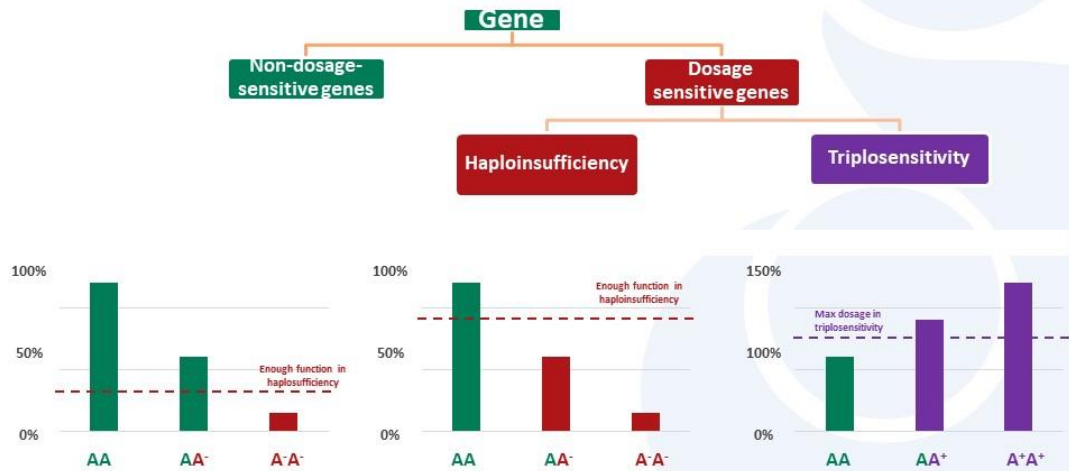 Gene
Non-dosage-
sensitive genes
Dosage
sensitive genes
Haploinsufficiency
Triplosensitivity
100%
50%
0%
Enough function in
haplosufficiency
AA
AA⁻
A⁻A⁻
100%
50%
0%
Enough function in
haploinsufficiency
AA
AA⁻
A⁻A⁻
150%
100%
0%
Max dosage in
triplosensitivity
AA
AA⁺
A⁺A⁺